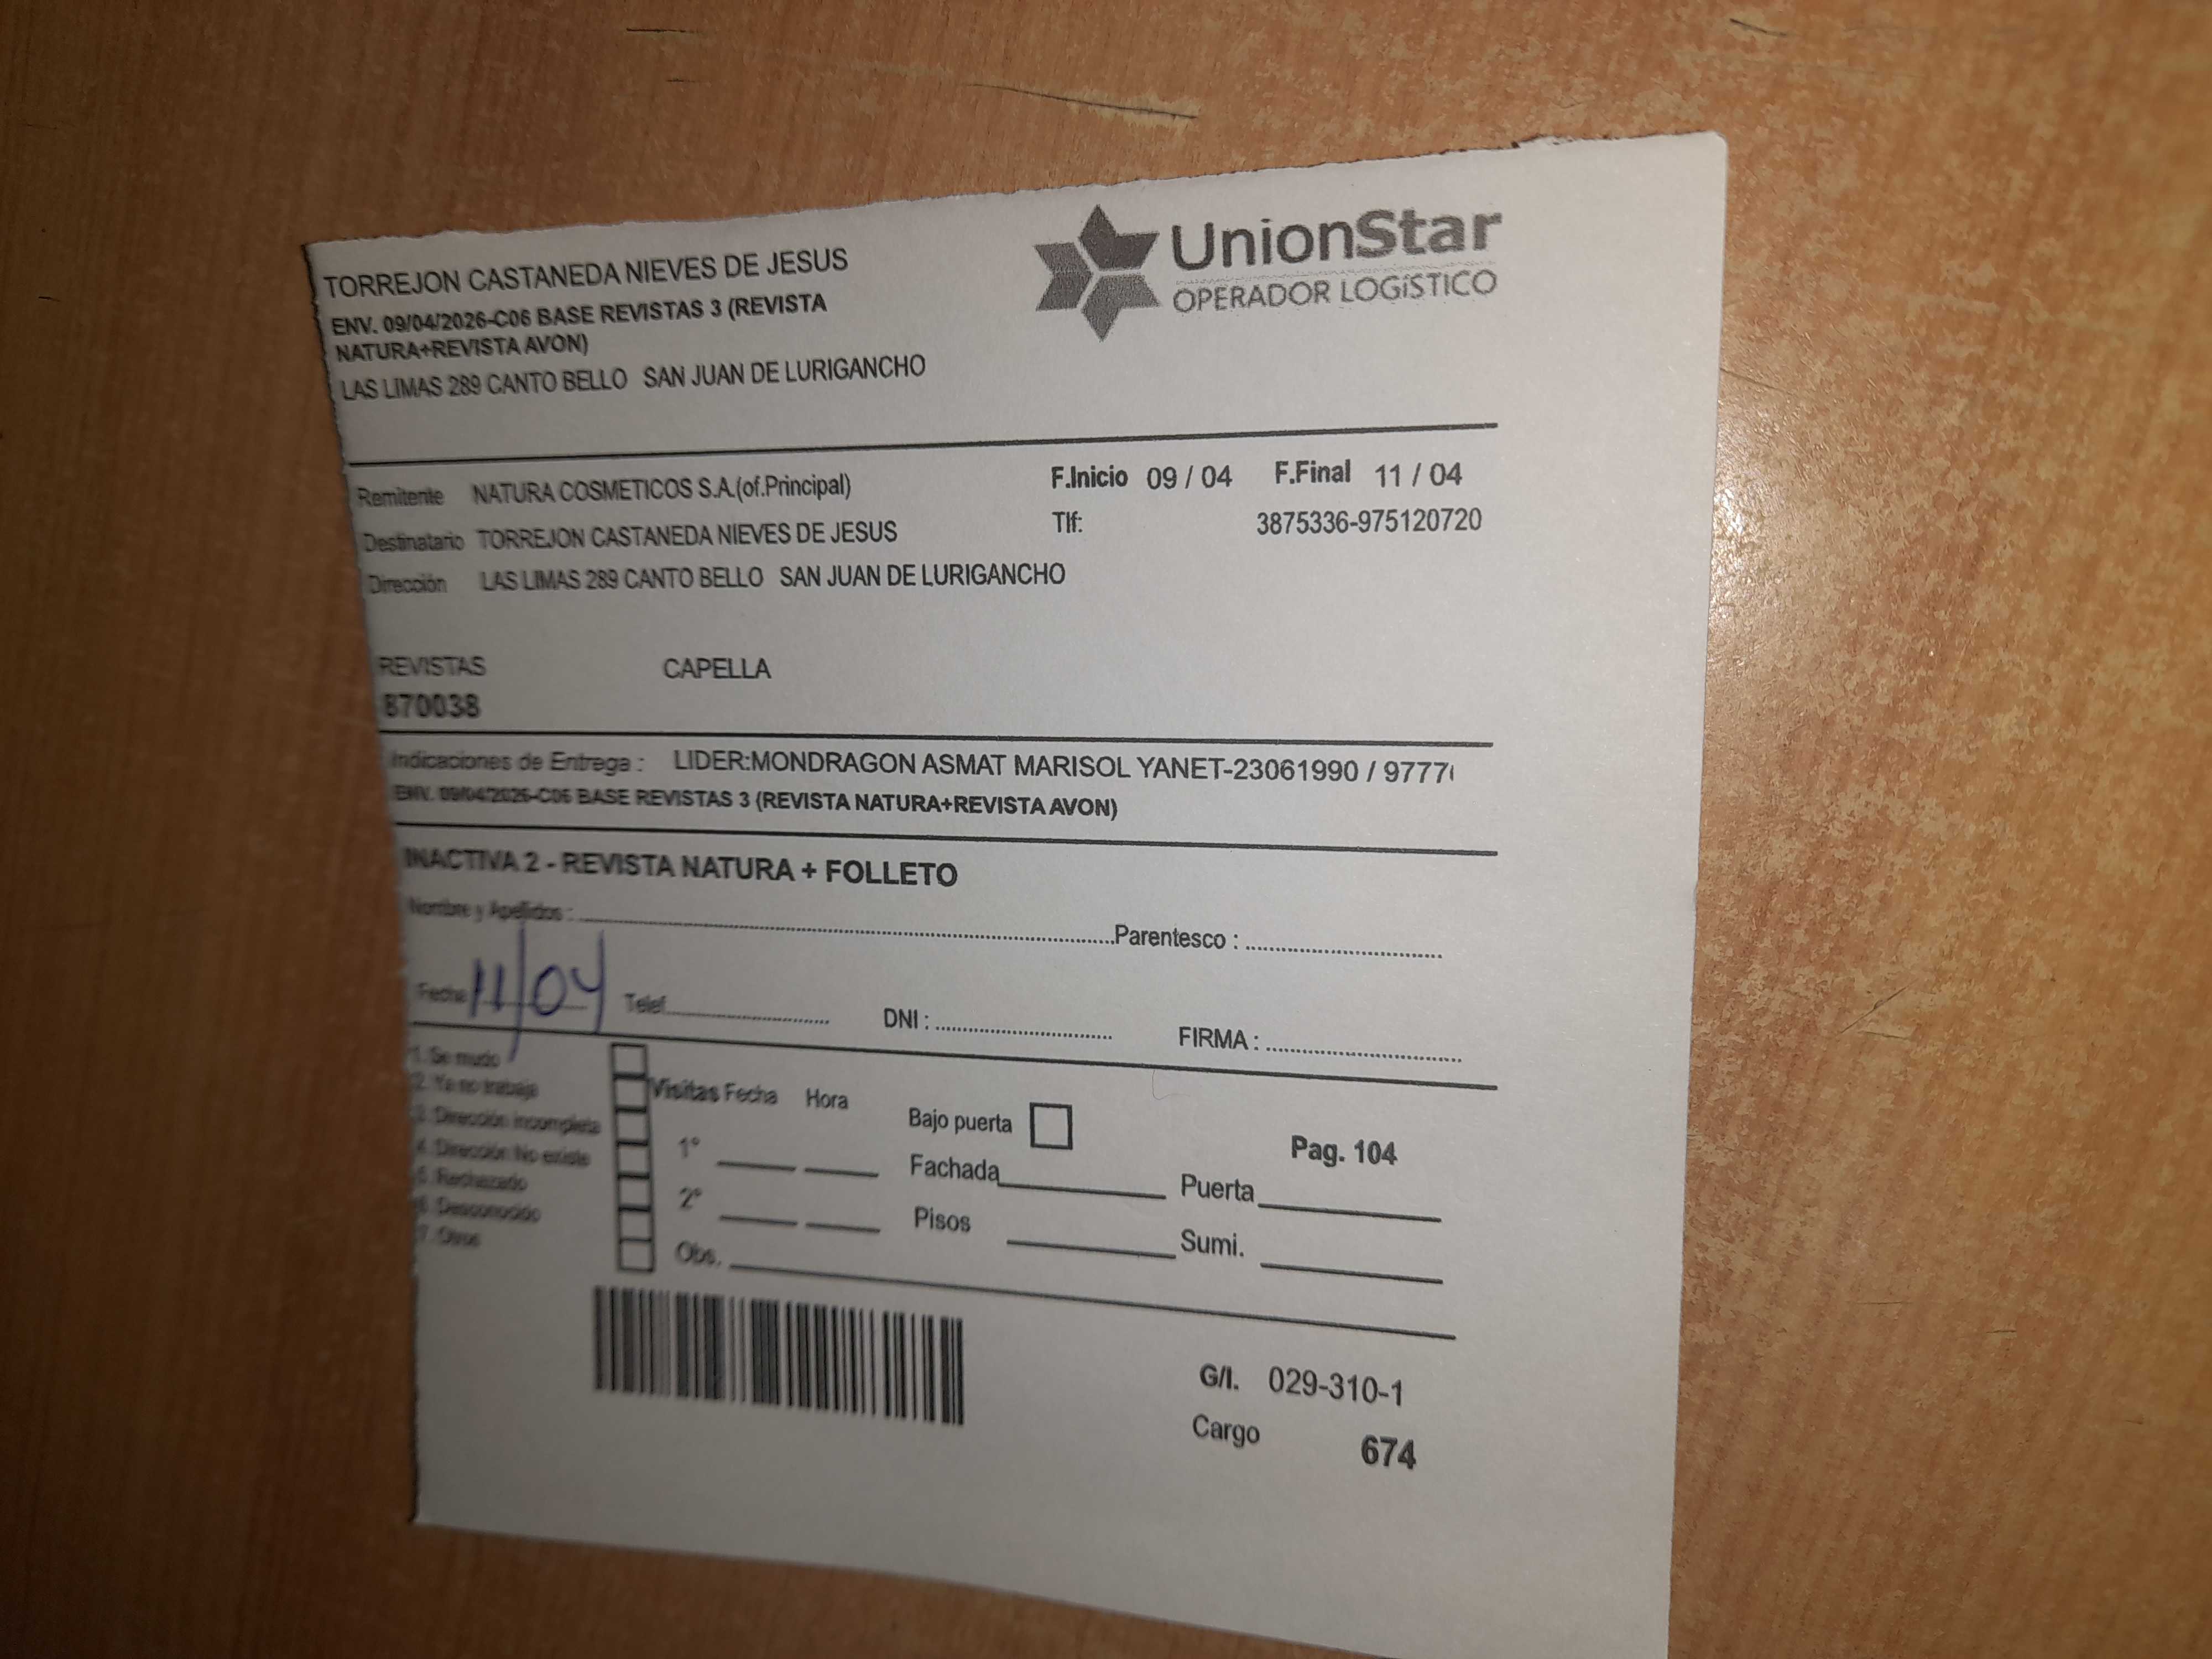 TORREJON CASTANEDA NIEVES DE JESUS
ENV. 09/04/2026-C06 BASE REVISTAS 3 (REVISTA
NATURA+REVISTA AVON)
LAS LIMAS 289 CANTO BELLO SAN JUAN DE LURIGANCHO
UnionStar
OPERADOR LOGÍSTICO
Remitente NATURA COSMETICOS S.A.(of.Principal)
F.Inicio 09 / 04 F.Final 11 / 04
Destinatario TORREJON CASTANEDA NIEVES DE JESUS
Tlf: 3875336-975120720
Dirección LAS LIMAS 289 CANTO BELLO SAN JUAN DE LURIGANCHO
REVISTAS CAPELLA
870038
Indicaciones de Entrega : LIDER:MONDRAGON ASMAT MARISOL YANET-23061990 / 9777
ENV. 09/04/2026-C06 BASE REVISTAS 3 (REVISTA NATURA+REVISTA AVON)
INACTIVA 2 - REVISTA NATURA + FOLLETO
Nombre y Apellidos : Parentesco :
Fecha 11/04 Telef. DNI : FIRMA :
1. Se mudo
2. Ya no trabaja
3. Dirección incompleta
4. Dirección No existe
5. Rechazado
6. Desconocido
7. Otros
Visitas Fecha Hora
1°
2°
Obs.
Bajo puerta
Fachada
Pisos
Pag. 104
Puerta
Sumi.
G/I. 029-310-1
Cargo 674